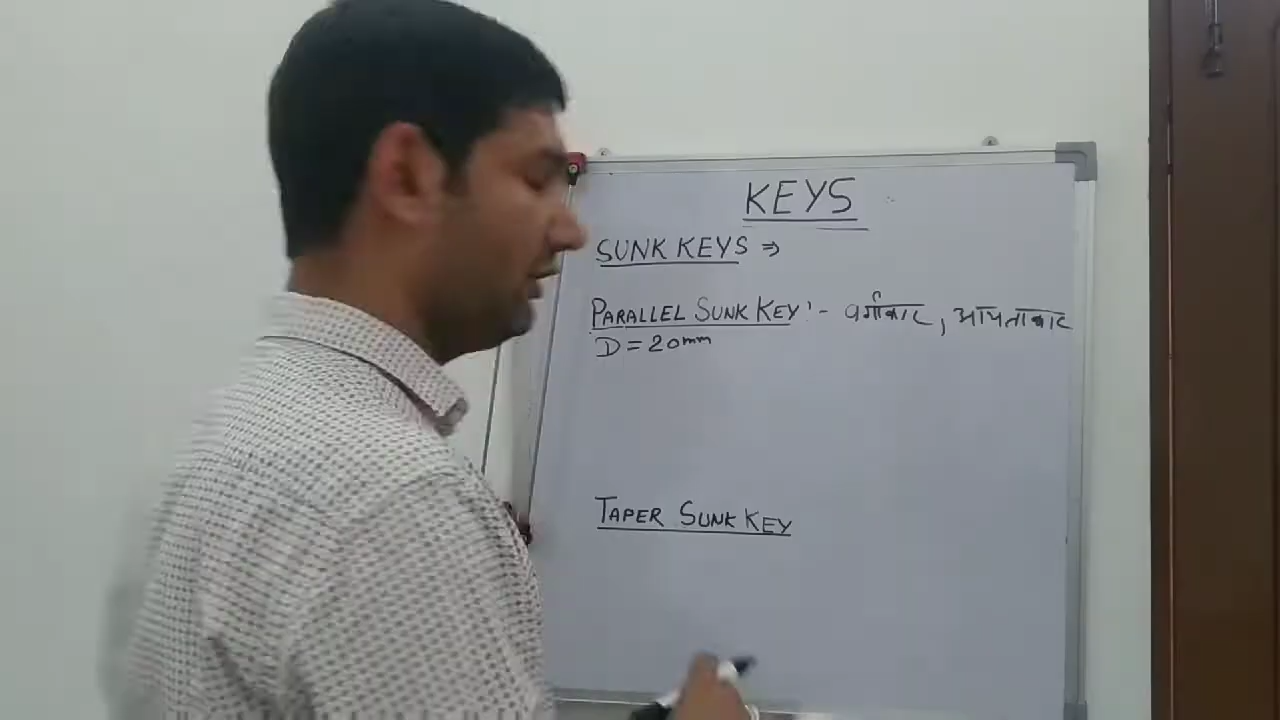 KEYS
SUNK KEYS ⇒
PARALLEL SUNK KEY :- वर्गाकार, आयताकार
D = 20mm
TAPER SUNK KEY